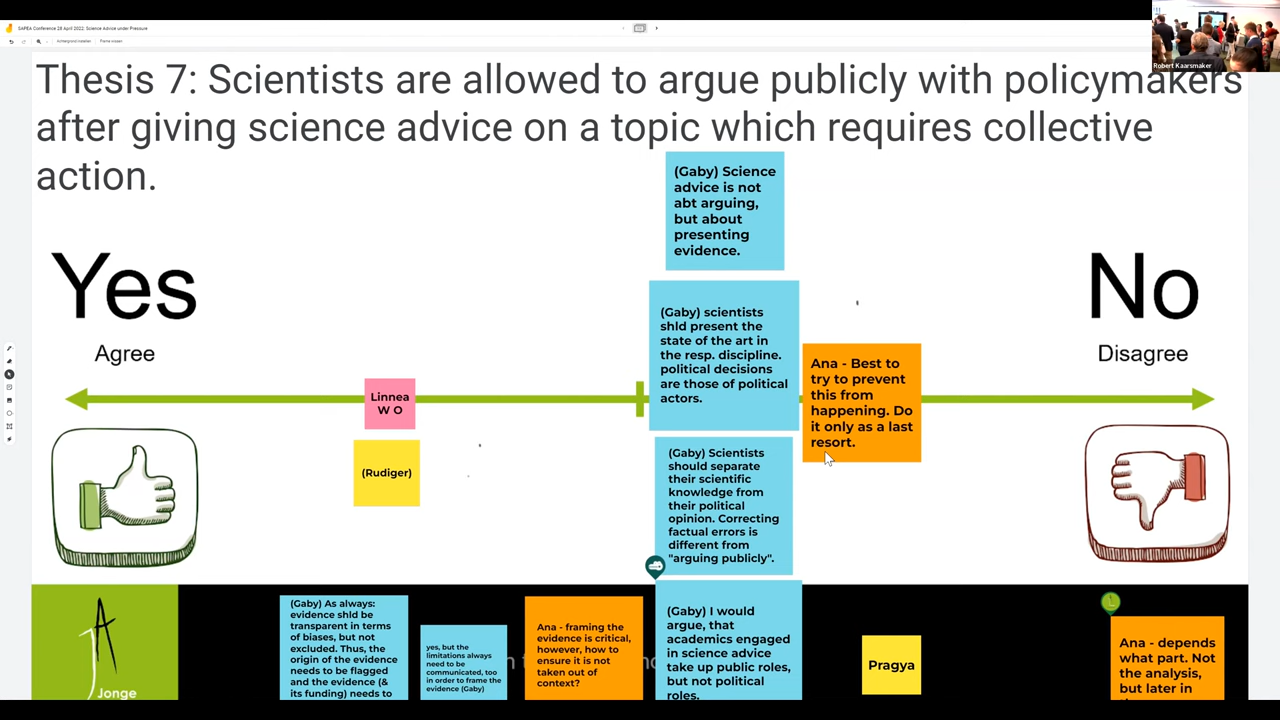 SAPEA Conference 28 April 2022: Science Advice under Pressure
Robert Kaarsmaker
Thesis 7: Scientists are allowed to argue publicly with policymakers
after giving science advice on a topic which requires collective
action.
(Gaby) Science
advice is not
abt arguing,
but about
presenting
evidence.
Yes
Agree
No
Disagree
(Gaby) scientists
shld present the
state of the art in
the resp. discipline.
political decisions
are those of political
actors.
Ana - Best to
try to prevent
this from
happening. Do
it only as a last
resort.
Linnea
W O
(Rudiger)
(Gaby) Scientists
should separate
their scientific
knowledge from
their political
opinion. Correcting
factual errors is
different from
"arguing publicly".
Jonge
(Gaby) As always:
evidence shld be
transparent in terms
of biases, but not
excluded. Thus, the
origin of the evidence
needs to be flagged
and the evidence (&
its funding) needs to
yes, but the
limitations always
need to be
communicated, too
in order to frame the
evidence (Gaby)
Ana - framing the
evidence is critical,
however, how to
ensure it is not
taken out of
context?
(Gaby) I would
argue, that
academics engaged
in science advice
take up public roles,
but not political
roles.
Pragya
Ana - depends
what part. Not
the analysis,
but later in